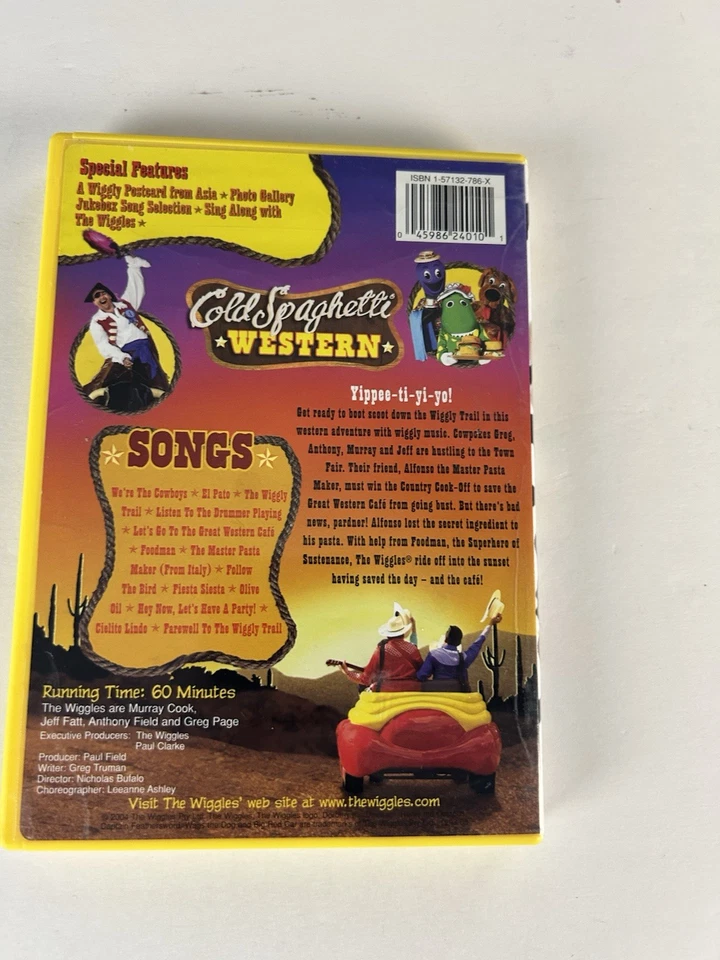 Special Features
A Wiggly Postcard from Asia ★ Photo Gallery
Jukebox Song Selection ★ Sing Along with
The Wiggles ★
ISBN 1-57132-786-X
0 45986 24010 1
Cold Spaghetti
★WESTERN★
Yippee-ti-yi-yo!
Get ready to boot scoot down the Wiggly Trail in this
western adventure with wiggly music. Cowpokes Greg,
Anthony, Murray and Jeff are hustling to the Town
Fair. Their friend, Alfonso the Master Pasta
Maker, must win the Country Cook-Off to save the
Great Western Café from going bust. But there's bad
news, pardner! Alfonso lost the secret ingredient to
his pasta. With help from Foodman, the Superhero of
Sustenance, The Wiggles® ride off into the sunset
having saved the day – and the café!
★SONGS★
We're The Cowboys ★ El Pato ★ The Wiggly
Trail ★ Listen To The Drummer Playing
★ Let's Go To The Great Western Café
★ Foodman ★ The Master Pasta
Maker (From Italy) ★ Follow
The Bird ★ Fiesta Siesta ★ Olive
Oil ★ Hey Now, Let's Have A Party! ★
Cielito Lindo ★ Farewell To The Wiggly Trail
Running Time: 60 Minutes
The Wiggles are Murray Cook,
Jeff Fatt, Anthony Field and Greg Page
Executive Producers: The Wiggles
Paul Clarke
Producer: Paul Field
Writer: Greg Truman
Director: Nicholas Bufalo
Choreographer: Leeanne Ashley
Visit The Wiggles' web site at www.thewiggles.com
© 2004 The Wiggles Pty Ltd. The Wiggles, The Wiggles logo,